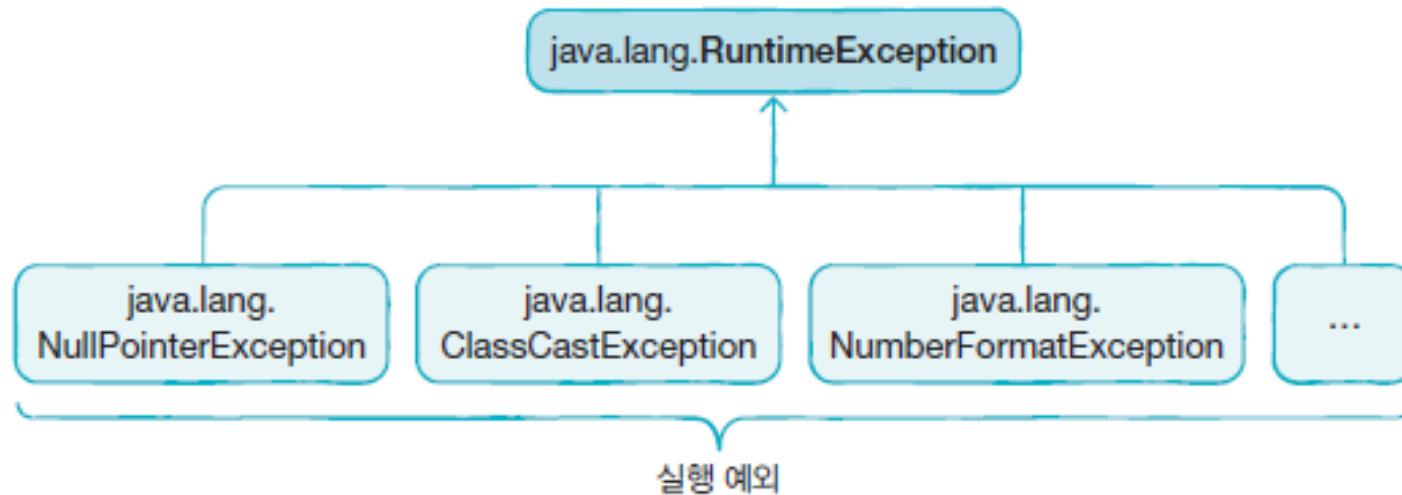 java.lang.RuntimeException
java.lang.
NullPointerException
java.lang.
ClassCastException
java.lang.
NumberFormatException
...
실행 예외